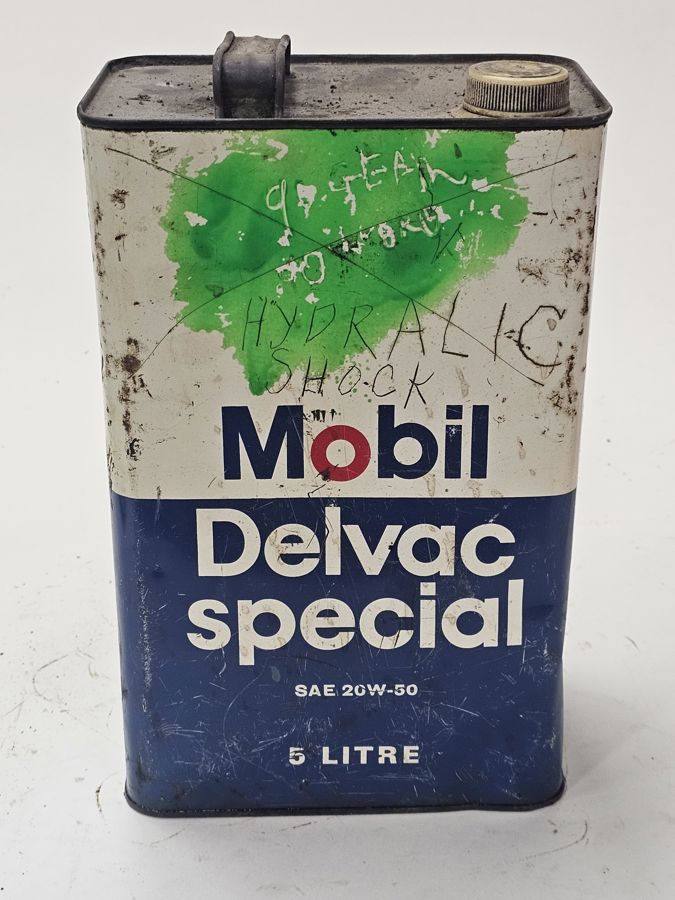 HYDRALIC
SHOCK
Mobil
Delvac
special
SAE 20W-50
5 LITRE